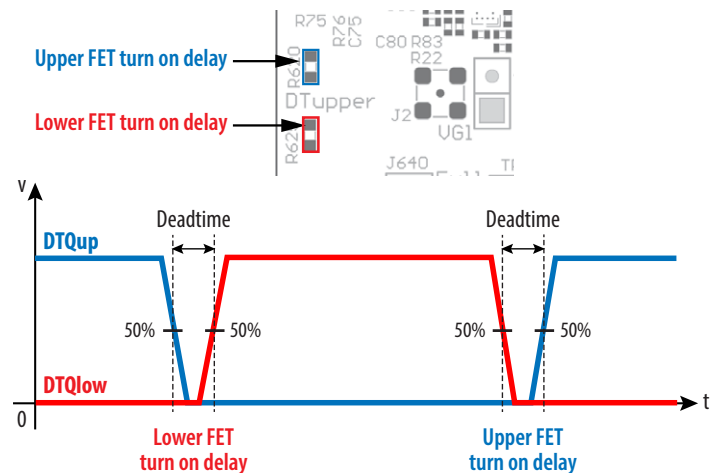 R75
R76
C75
C80 R83
R22
Upper FET turn on delay
R620
DTupper
Lower FET turn on delay
J2
VG1
J640
V
Deadtime
Deadtime
DTQup
50%
50%
50%
50%
DTQlow
0
t
Lower FET
turn on delay
Upper FET
turn on delay